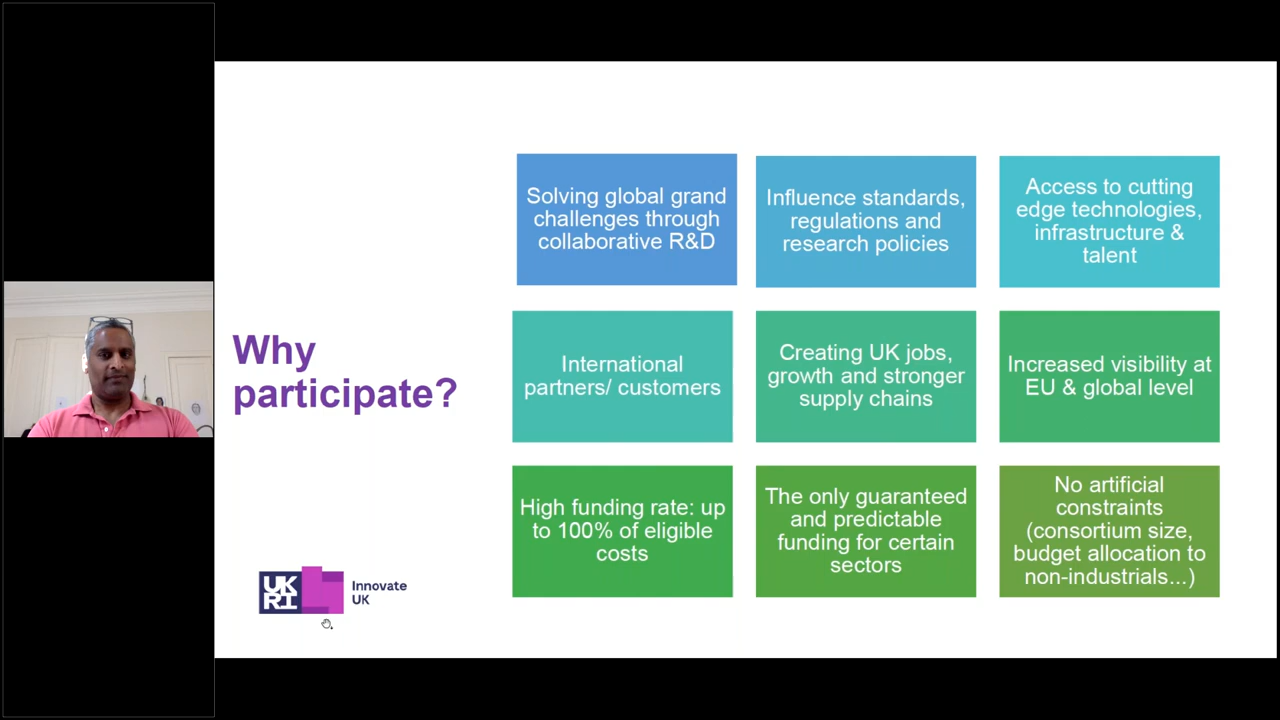 Why
participate?
Solving global grand
challenges through
collaborative R&D
Influence standards,
regulations and
research policies
Access to cutting
edge technologies,
infrastructure &
talent
International
partners/ customers
Creating UK jobs,
growth and stronger
supply chains
Increased visibility at
EU & global level
High funding rate: up
to 100% of eligible
costs
The only guaranteed
and predictable
funding for certain
sectors
No artificial
constraints
(consortium size,
budget allocation to
non-industrials...)
UK
RI
Innovate
UK